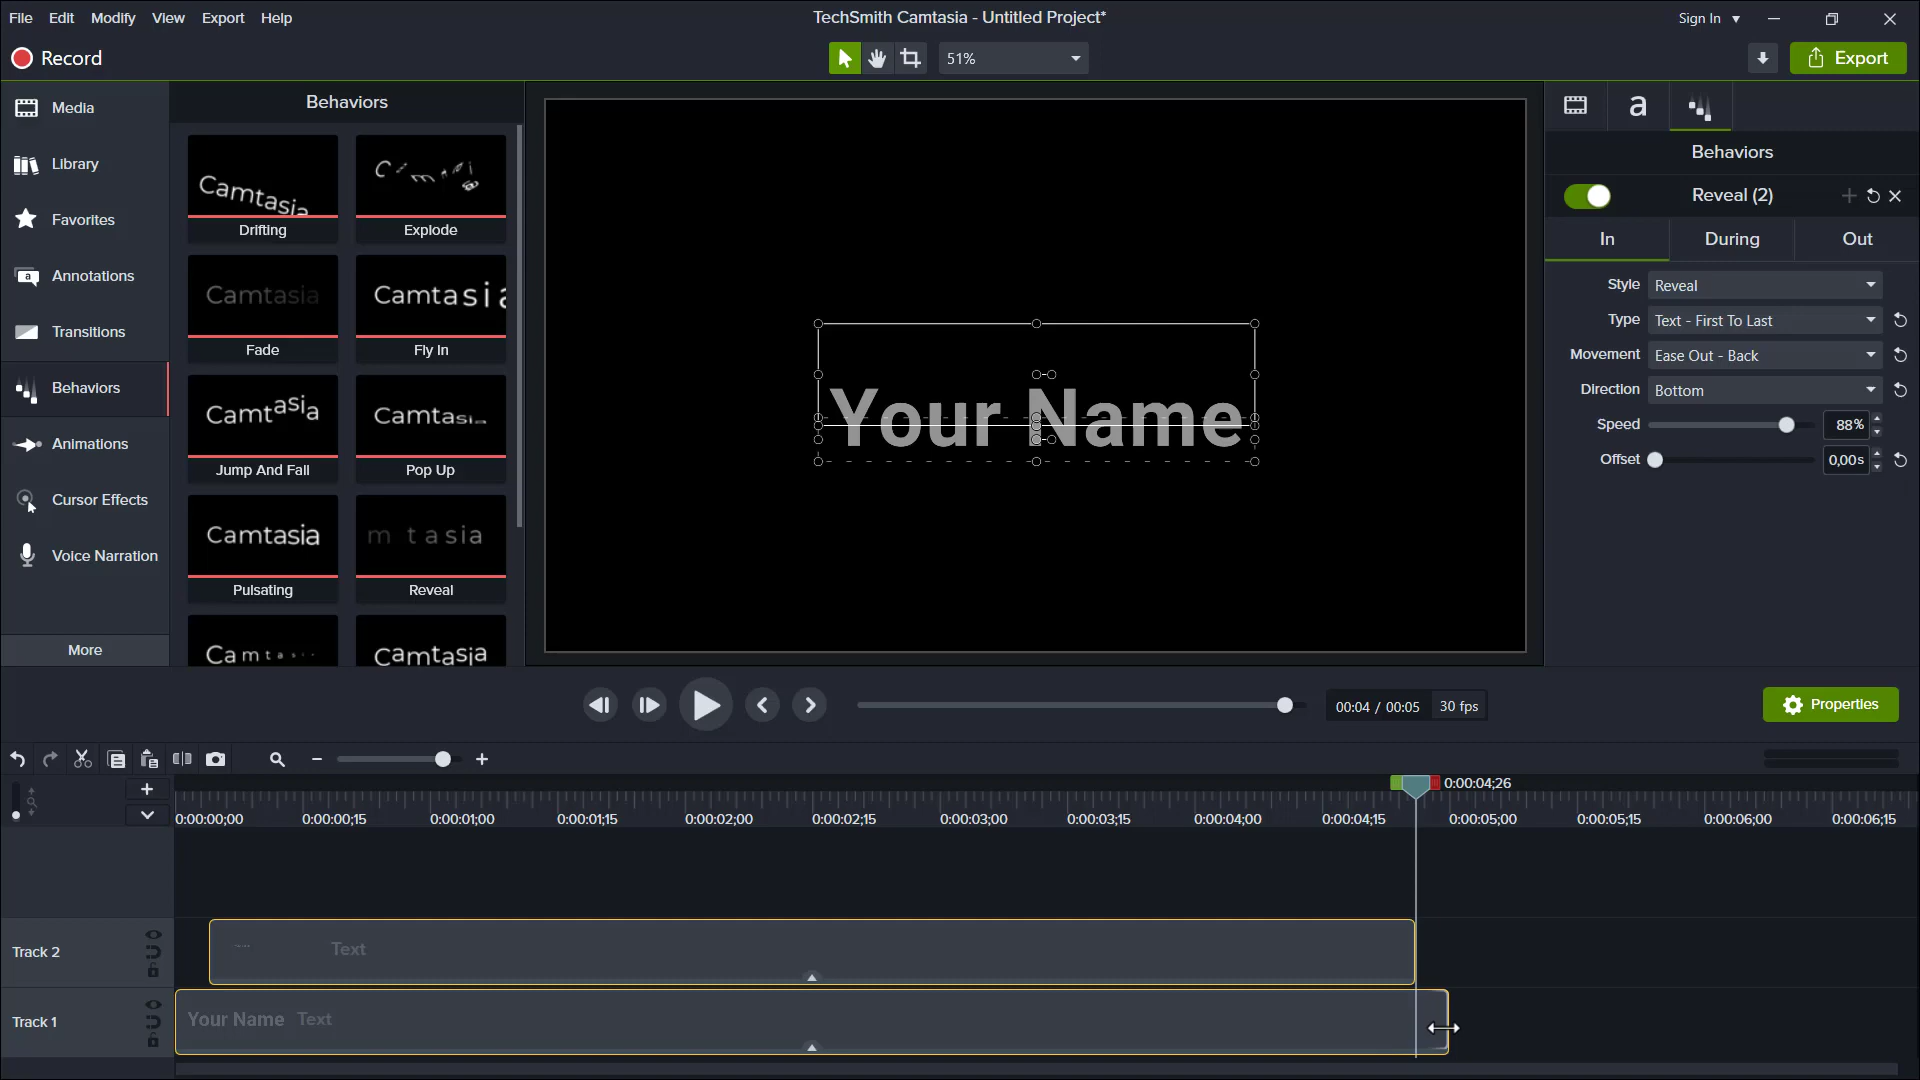 File Edit Modify View Export Help
TechSmith Camtasia - Untitled Project*
Sign In
Record
51%
Export
Media
Library
Favorites
Annotations
Transitions
Behaviors
Animations
Cursor Effects
Voice Narration
More
Behaviors
Camtasia
Drifting
Explode
Camtasia
Fade
Camtasia
Fly In
Camtasia
Jump And Fall
Camtasia
Pop Up
Camtasia
Pulsating
m t a s i a
Reveal
Camtasia
Your Name
a
Behaviors
Reveal (2)
In During Out
Style Reveal
Type Text - First To Last
Movement Ease Out - Back
Direction Bottom
Speed 88%
Offset 0,00s
00:04 / 00:05 30 fps
Properties
0:00:04;26
0:00:00;00 0:00:00;15 0:00:01;00 0:00:01;15 0:00:02;00 0:00:02;15 0:00:03;00 0:00:03;15 0:00:04;00 0:00:04;15 0:00:05;00 0:00:05;15 0:00:06;00 0:00:06;15
Track 2
Text
Track 1
Your Name Text